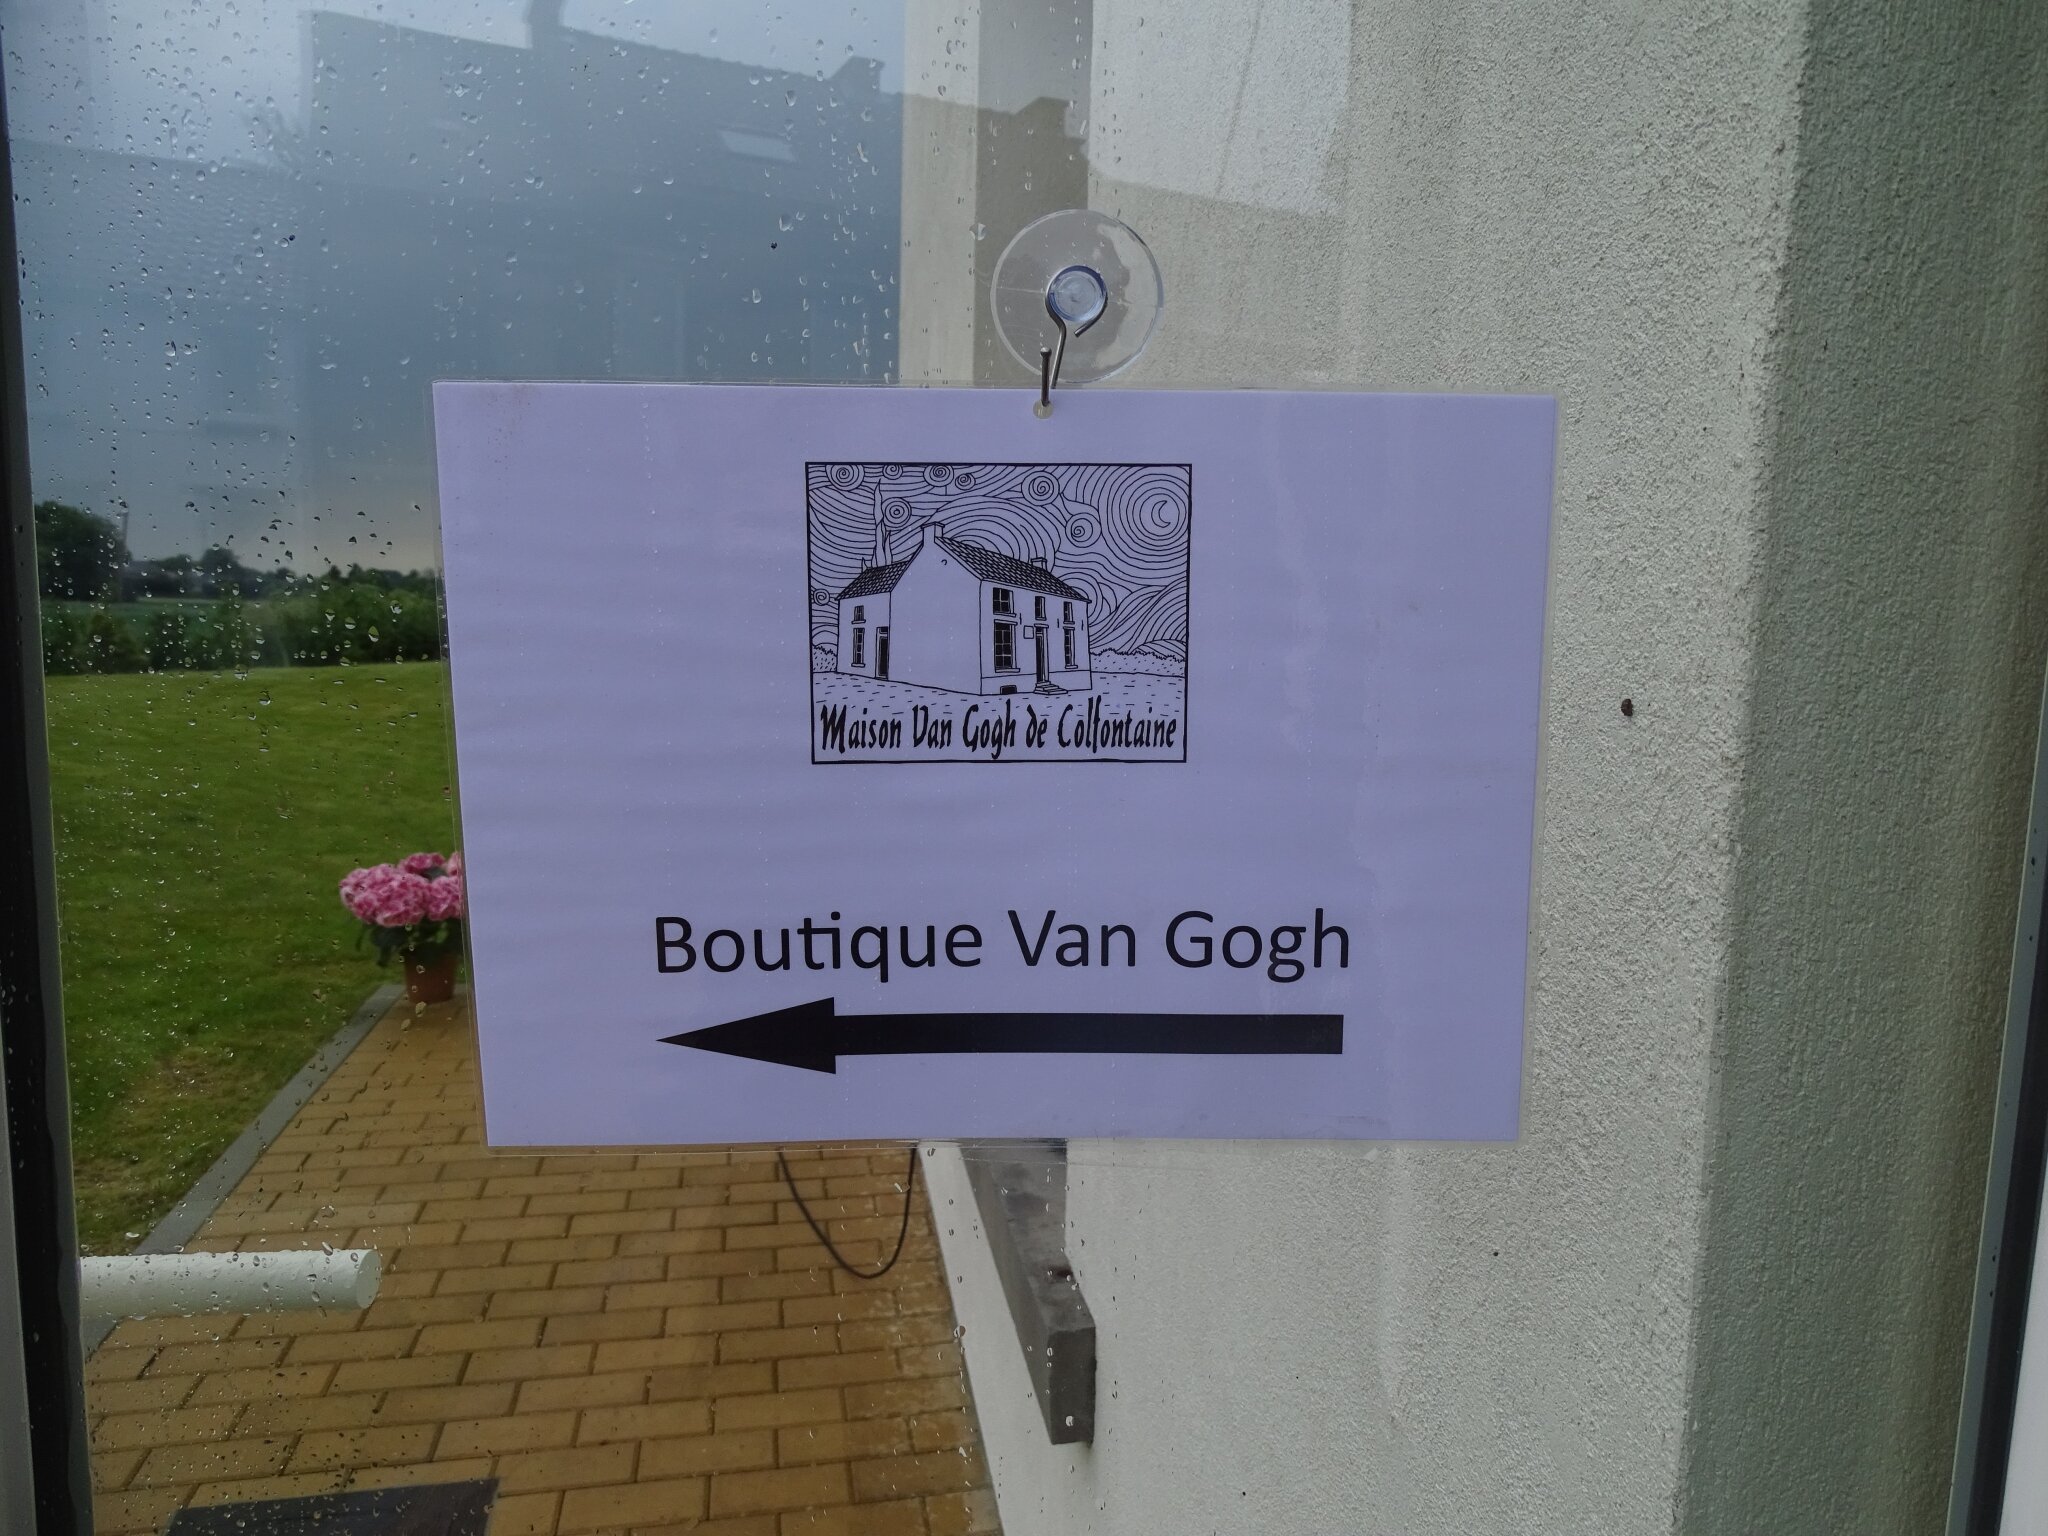 Maison Van Gogh de Colfontaine
Boutique Van Gogh